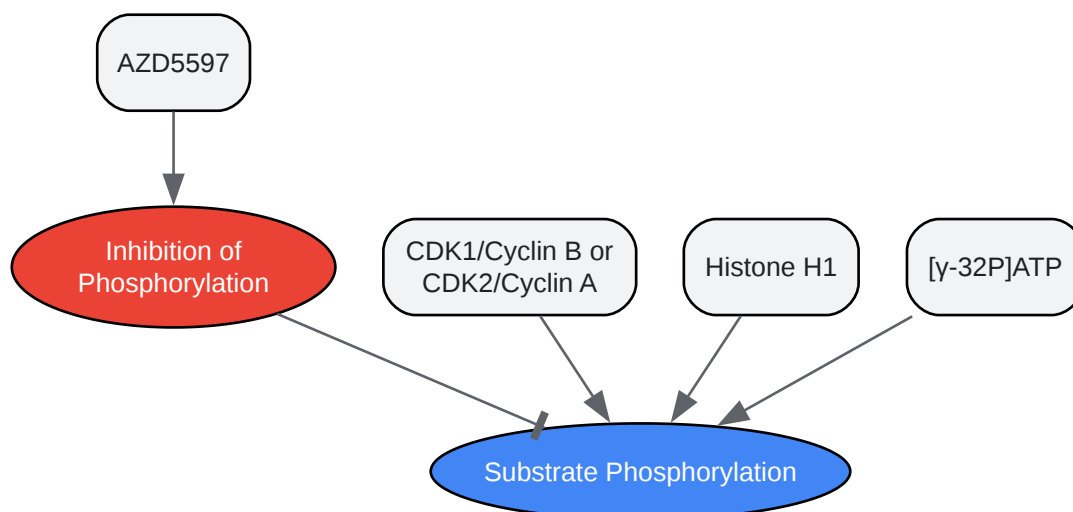 AZD5597
Inhibition of
Phosphorylation
CDK1/Cyclin B or
CDK2/Cyclin A
Histone H1
[γ-32P]ATP
Substrate Phosphorylation